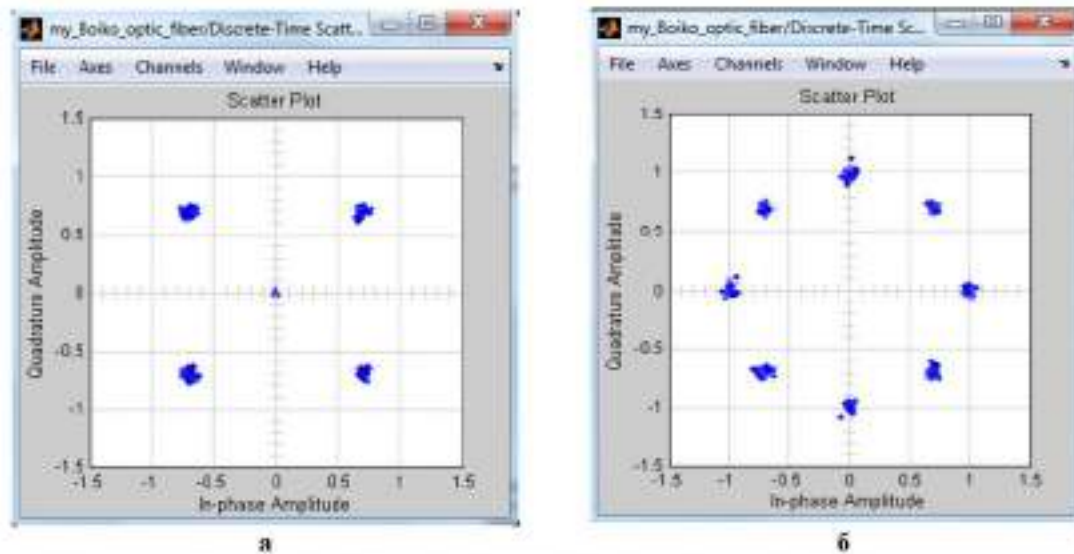 my_Boiko_optic_fiber/Discrete-Time Scatt...
File Axes Channels Window Help
Scatter Plot
1.5
1
0.5
0
-0.5
-1
-1.5
Quadrature Amplitude
-1.5 -1 -0.5 0 0.5 1 1.5
In-phase Amplitude
а
my_Boiko_optic_fiber/Discrete-Time Sc...
File Axes Channels Window Help
Scatter Plot
1.5
1
0.5
0
-0.5
-1
-1.5
Quadrature Amplitude
-1.5 -1 -0.5 0 0.5 1 1.5
In-phase Amplitude
б